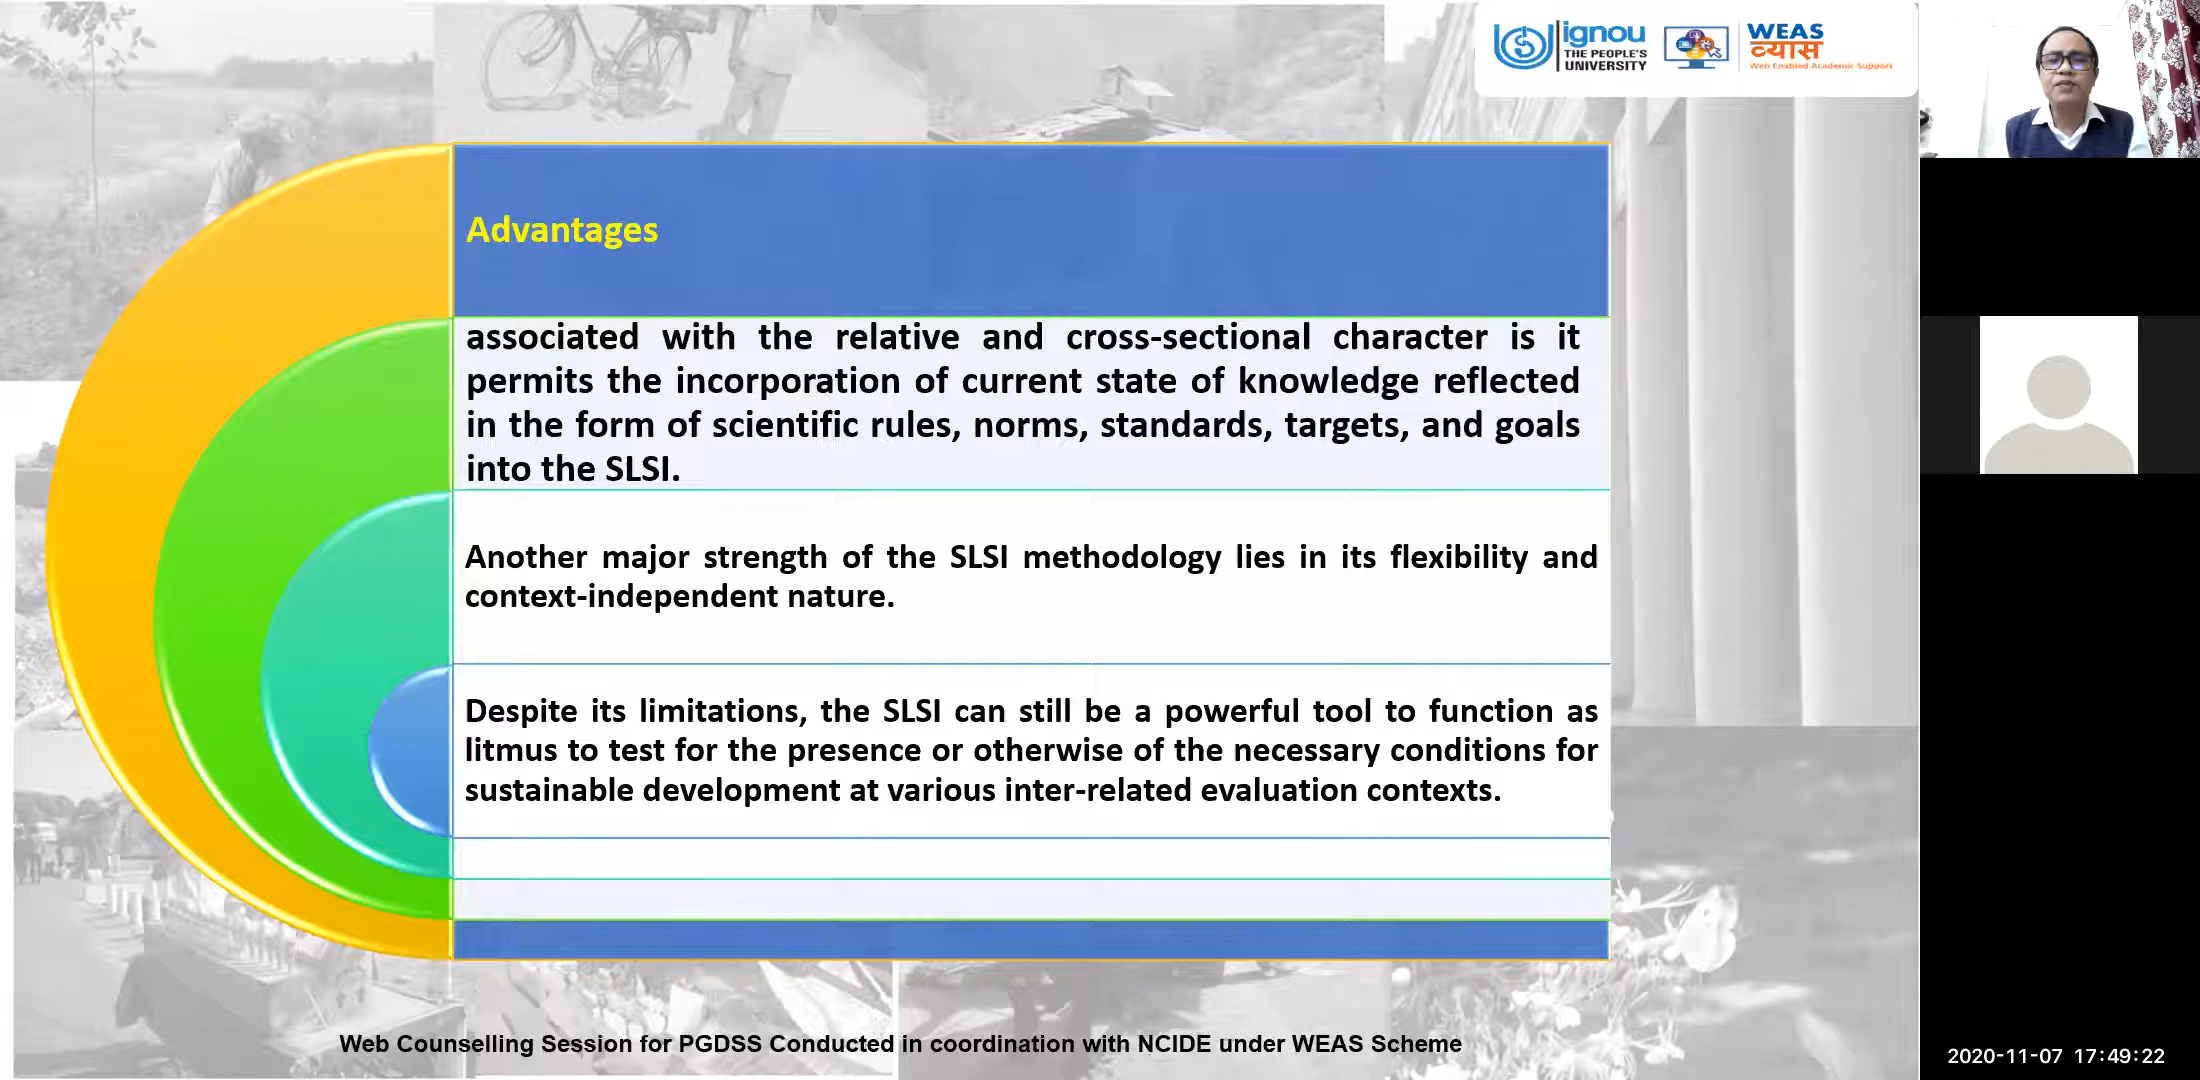 ignou
THE PEOPLE'S
UNIVERSITY
WEAS
व्यास
Web Enabled Academic Support
Advantages
associated with the relative and cross-sectional character is it
permits the incorporation of current state of knowledge reflected
in the form of scientific rules, norms, standards, targets, and goals
into the SLSI.
Another major strength of the SLSI methodology lies in its flexibility and
context-independent nature.
Despite its limitations, the SLSI can still be a powerful tool to function as
litmus to test for the presence or otherwise of the necessary conditions for
sustainable development at various inter-related evaluation contexts.
Web Counselling Session for PGDSS Conducted in coordination with NCIDE under WEAS Scheme
2020-11-07 17:49:22